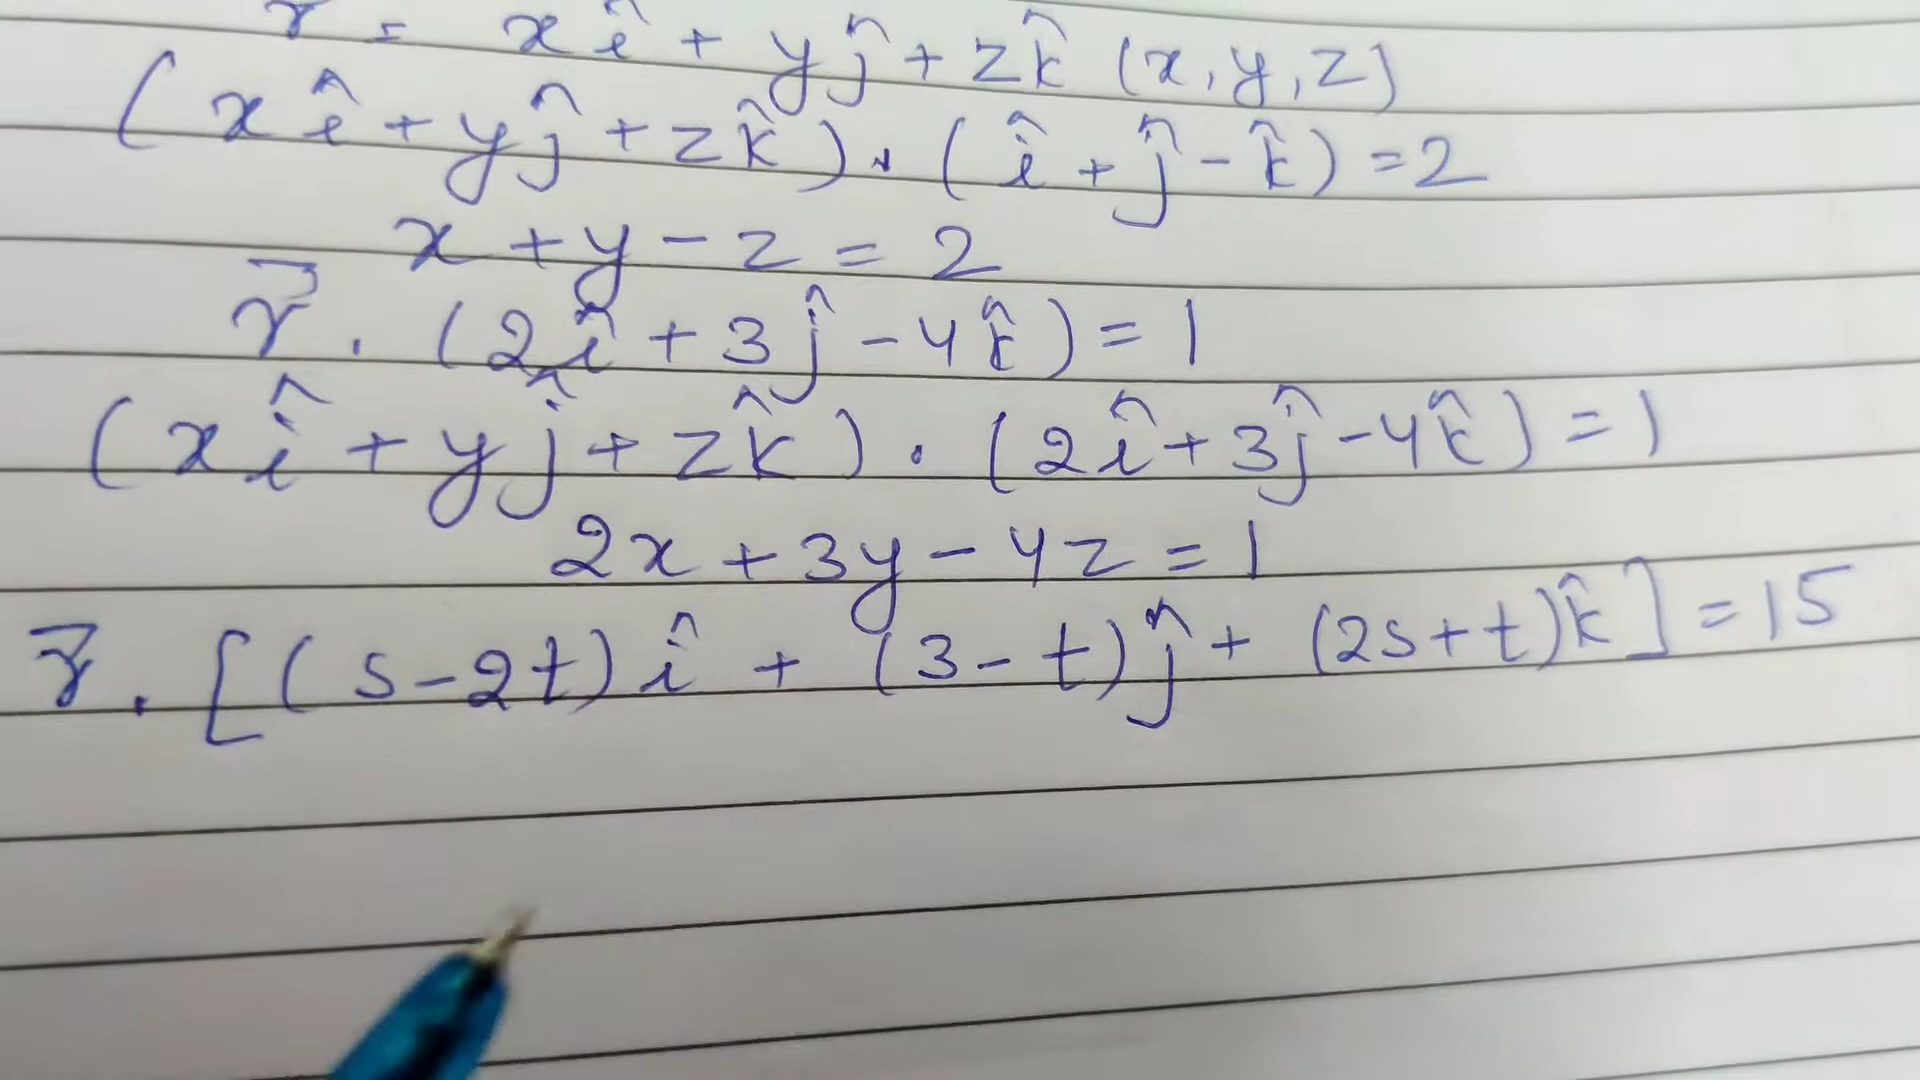 r = xî + yĵ + zk̂ (x, y, z)
(xî + yĵ + zk̂) . (î + ĵ - k̂) = 2
x + y - z = 2
r⃗ . (2î + 3ĵ - 4k̂) = 1
(xî + yĵ + zk̂) . (2î + 3ĵ - 4k̂) = 1
2x + 3y - 4z = 1
r⃗ . [(s - 2t)î + (3 - t)ĵ + (2s + t)k̂] = 15